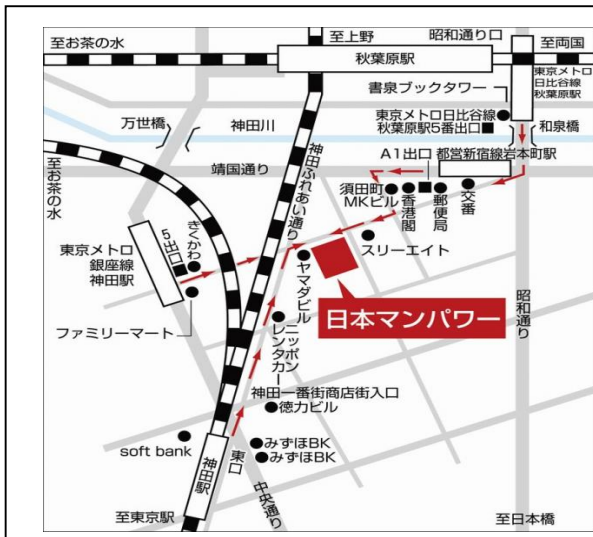 至上野
昭和通り口
至お茶の水
秋葉原駅
至両国
東京メトロ
日比谷線
秋葉原駅
書泉ブックタワー
東京メトロ日比谷線
秋葉原駅5番出口
万世橋
神田川
和泉橋
至お茶の水
靖国通り
神田ふれあい通り
A1出口
都営新宿線岩本町駅
須田町
MKビル
香港閣
郵便局
交番
東京メトロ
銀座線
神田駅
5出口
きくかわ
スリーエイト
ヤマダビル
日本マンパワー
昭和通り
ファミリーマート
ニッポン
レンタカー
神田一番街商店街入口
徳力ビル
soft bank
みずほBK
みずほBK
神田駅
東口
中央通り
至東京駅
至日本橋